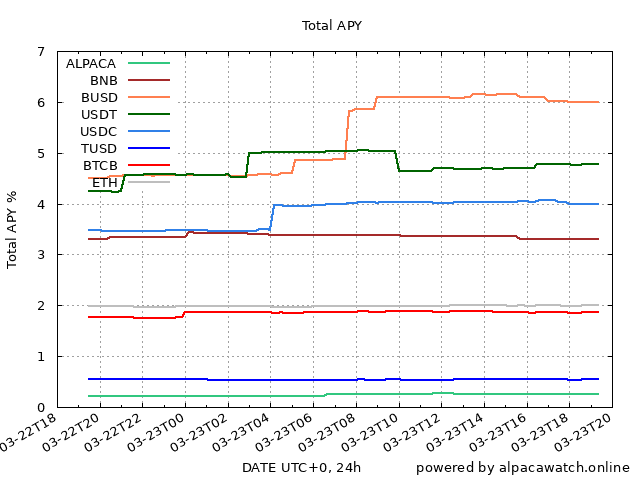 Total APY
7
6
5
4
3
2
1
0
Total APY %
ALPACA
BNB
BUSD
USDT
USDC
TUSD
BTCB
ETH
03-22T18
03-22T20
03-22T22
03-23T00
03-23T02
03-23T04
03-23T06
03-23T08
03-23T10
03-23T12
03-23T14
03-23T16
03-23T18
03-23T20
DATE UTC+0, 24h
powered by alpacawatch.online